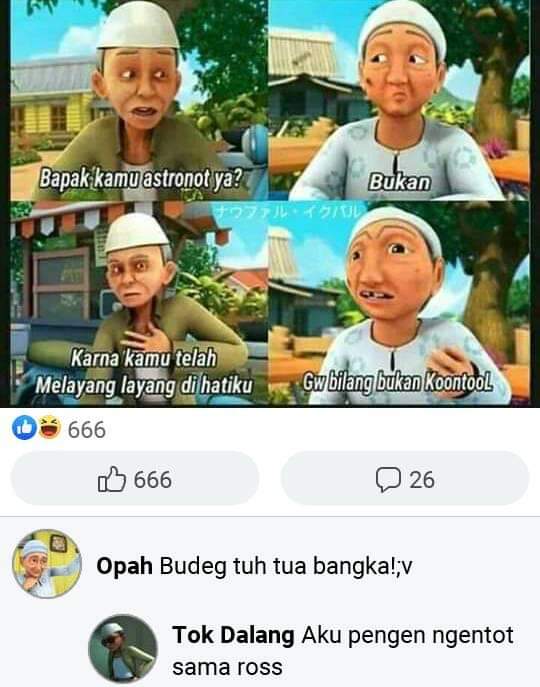 Bapak kamu astronot ya?
Bukan
ナウファル・イクバル
Karna kamu telah
Melayang layang di hatiku
Gw bilang bukan KoontooL
666
666
26
Opah Budeg tuh tua bangka!;v
Tok Dalang Aku pengen ngentot
sama ross